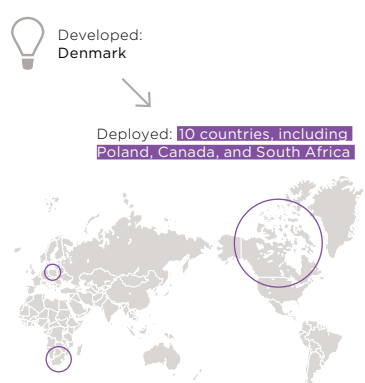 Developed:
Denmark
Deployed: 10 countries, including
Poland, Canada, and South Africa